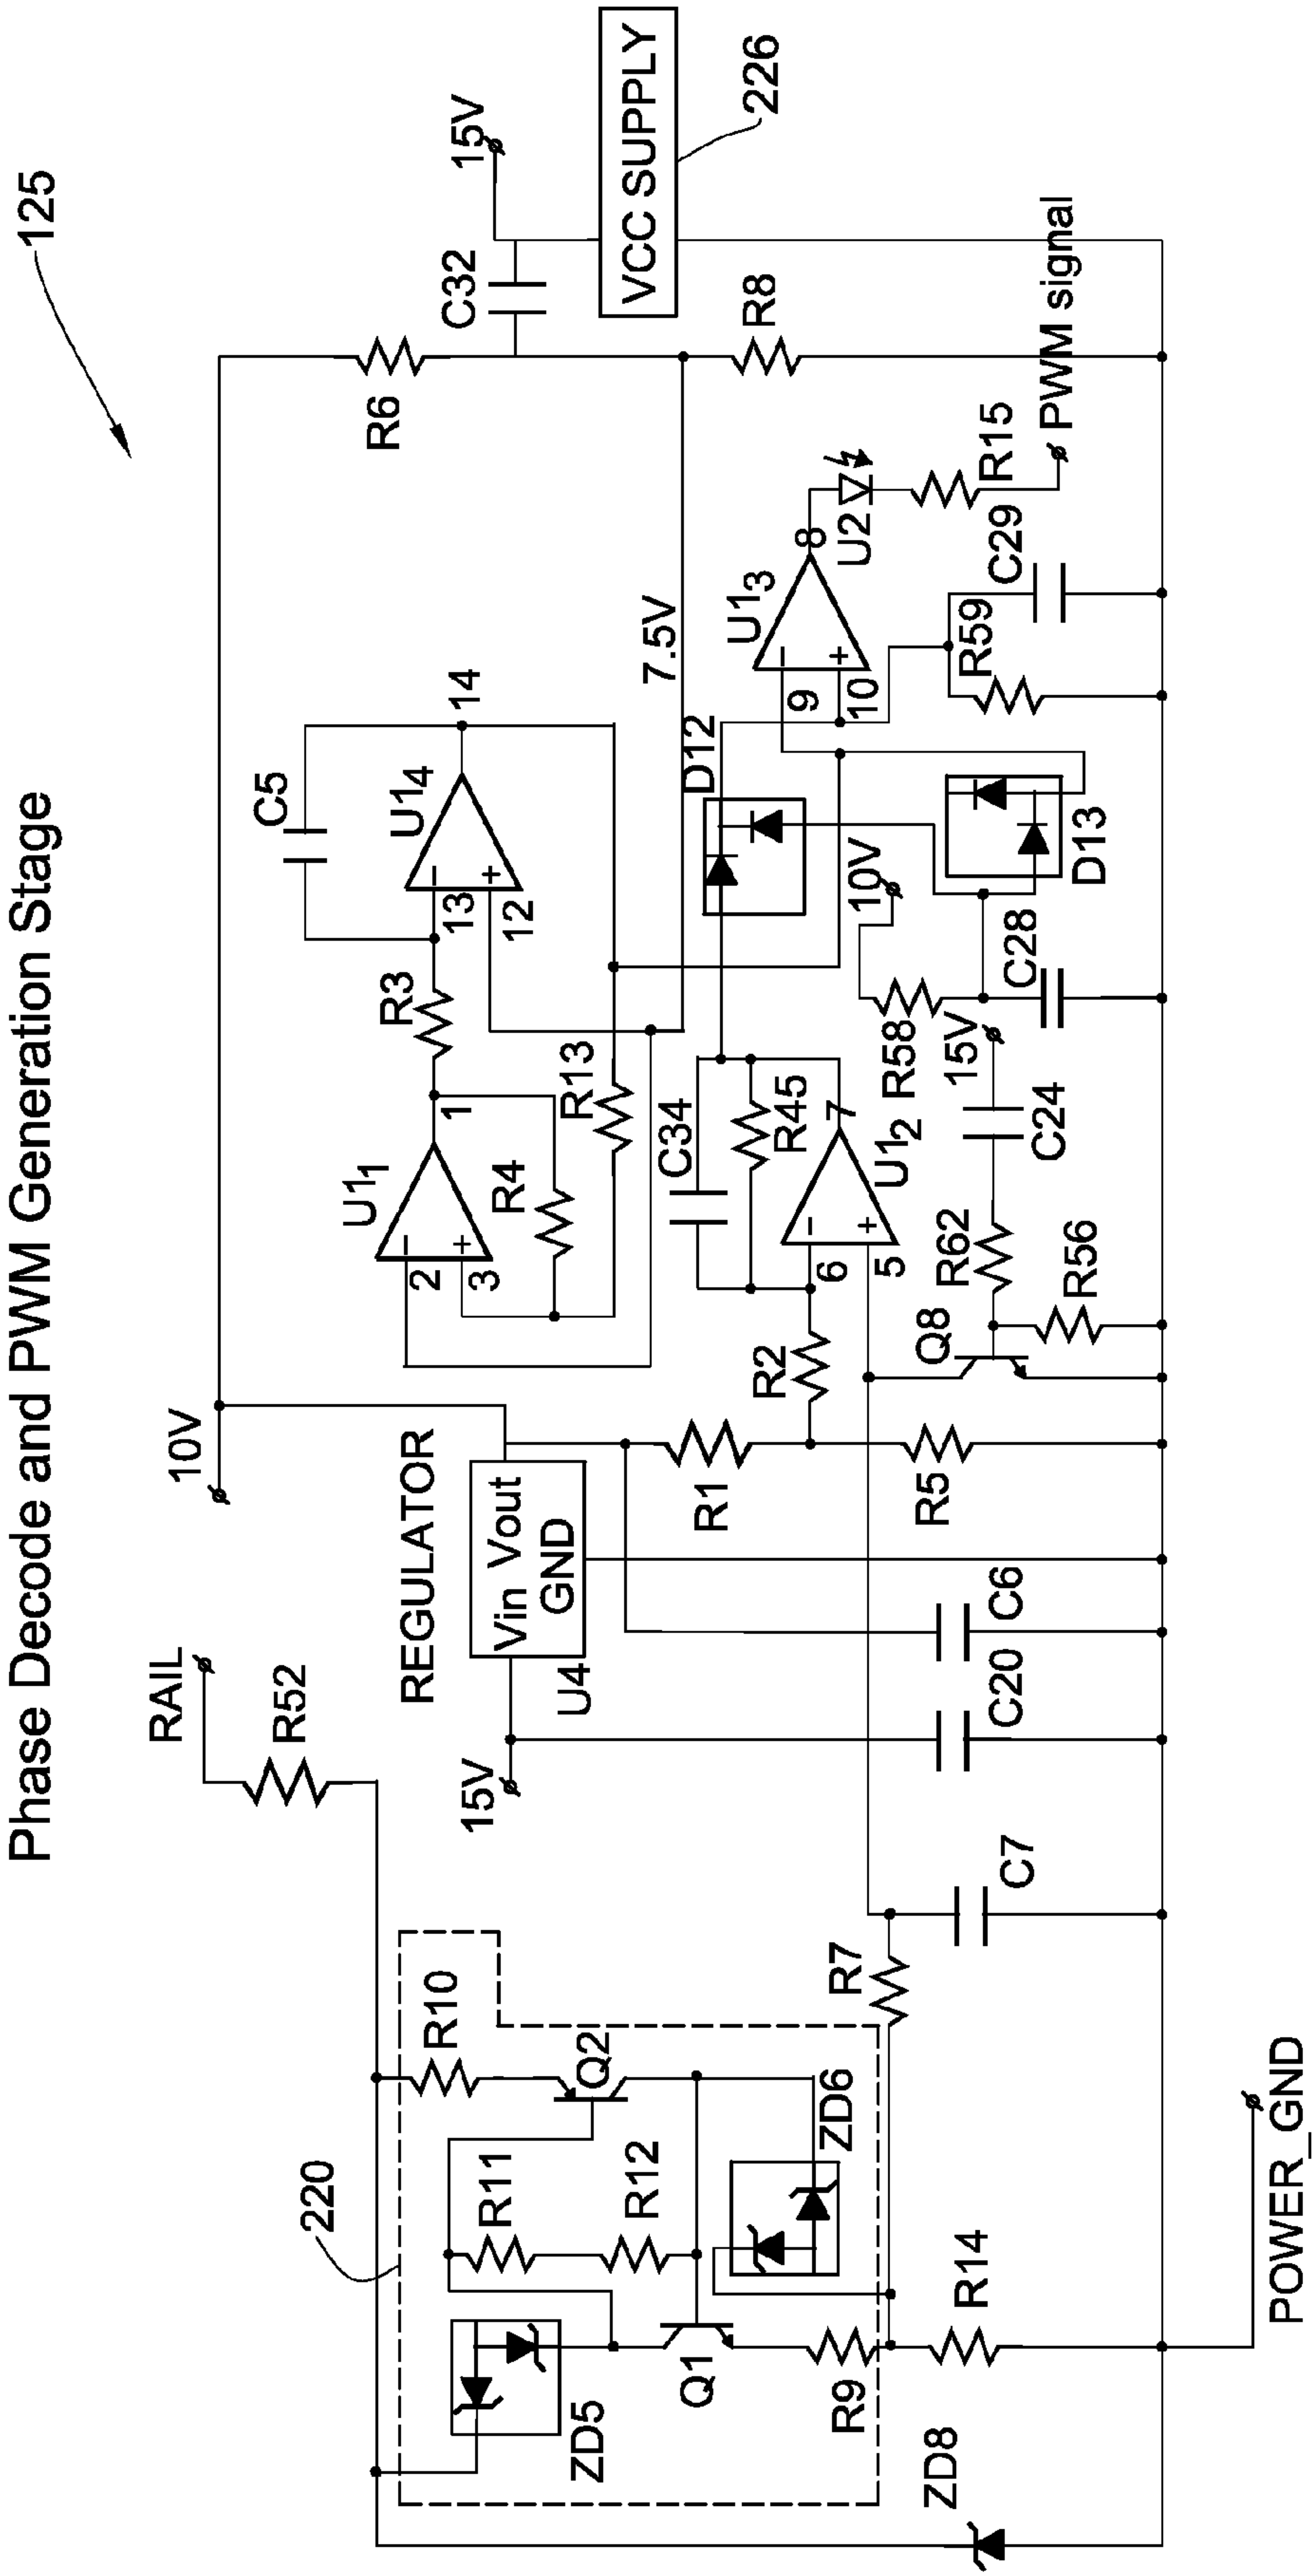 Phase Decode and PWM Generation Stage
125
RAIL
R52
10V
R6
C32
15V
VCC SUPPLY
226
220
R10
R11
Q2
R12
ZD5
Q1
ZD6
R9
R14
ZD8
POWER_GND
R7
C7
15V
REGULATOR
Vin Vout
GND
U4
C20
C6
R1
R5
R2
U11
2
3
1
R4
R3
R13
C5
U14
13
12
14
7.5V
R8
C34
R45
6
5
7
U12
Q8
R62
R56
C24
15V
R58
10V
C28
D12
D13
U13
9
10
8
U2
R15
R59
C29
PWM signal